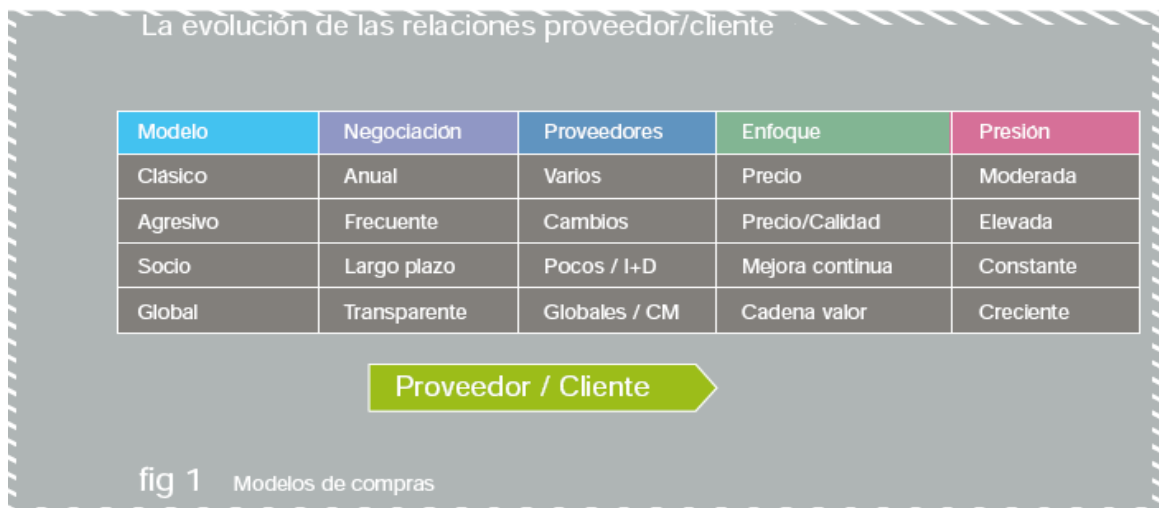 La evolución de las relaciones proveedor/cliente
Modelo Negociación Proveedores Enfoque Presión
Clásico Anual Varios Precio Moderada
Agresivo Frecuente Cambios Precio/Calidad Elevada
Socio Largo plazo Pocos / I+D Mejora continua Constante
Global Transparente Globales / CM Cadena valor Creciente
Proveedor / Cliente
fig 1 Modelos de compras